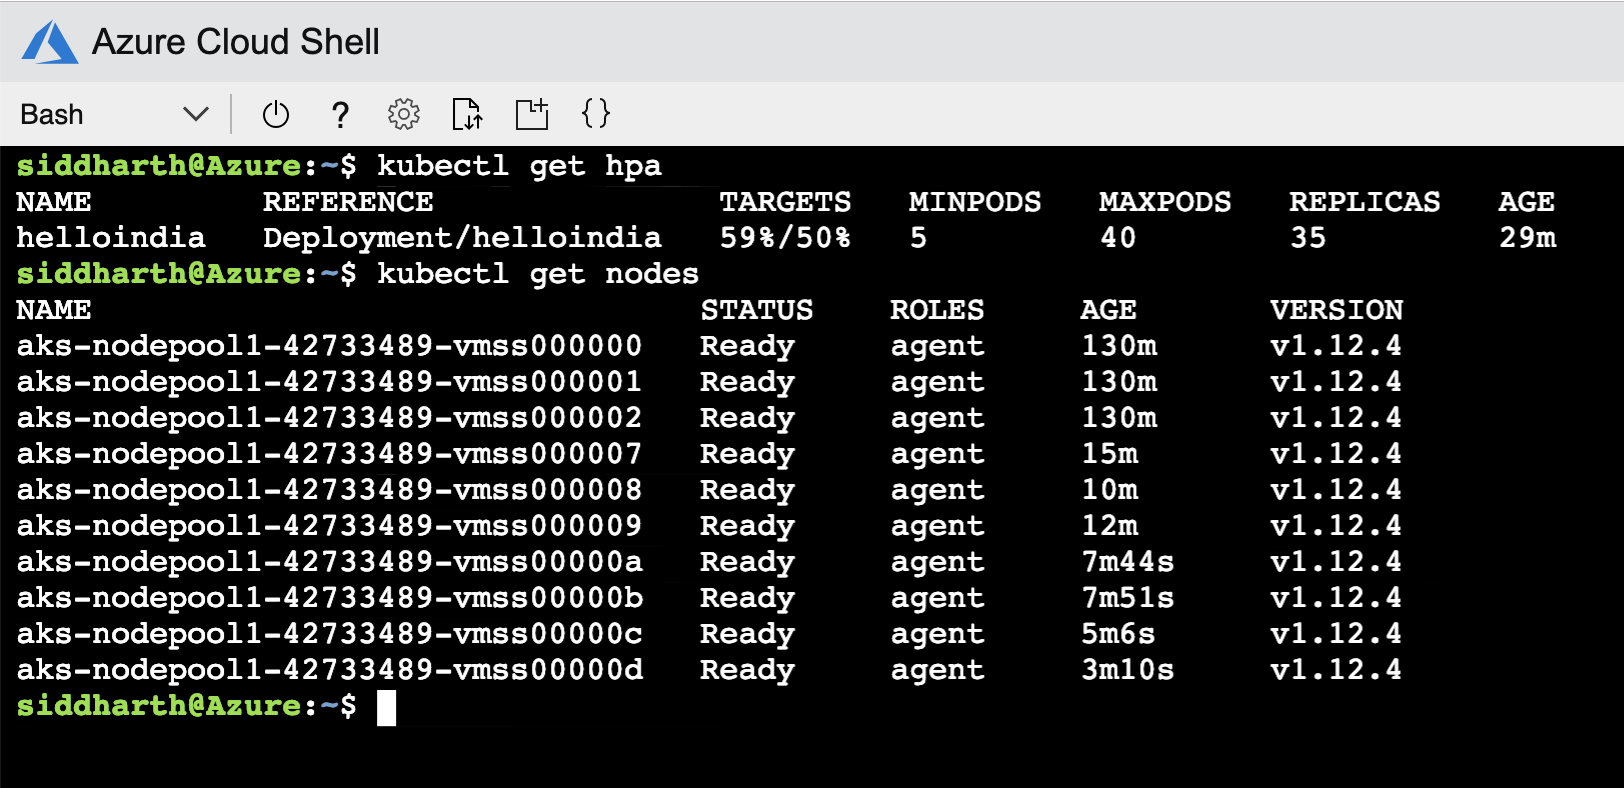 Azure Cloud Shell
Bash ? {}
siddharth@Azure:~$ kubectl get hpa
NAME REFERENCE TARGETS MINPODS MAXPODS REPLICAS AGE
helloindia Deployment/helloindia 59%/50% 5 40 35 29m
siddharth@Azure:~$ kubectl get nodes
NAME STATUS ROLES AGE VERSION
aks-nodepool1-42733489-vmss000000 Ready agent 130m v1.12.4
aks-nodepool1-42733489-vmss000001 Ready agent 130m v1.12.4
aks-nodepool1-42733489-vmss000002 Ready agent 130m v1.12.4
aks-nodepool1-42733489-vmss000007 Ready agent 15m v1.12.4
aks-nodepool1-42733489-vmss000008 Ready agent 10m v1.12.4
aks-nodepool1-42733489-vmss000009 Ready agent 12m v1.12.4
aks-nodepool1-42733489-vmss00000a Ready agent 7m44s v1.12.4
aks-nodepool1-42733489-vmss00000b Ready agent 7m51s v1.12.4
aks-nodepool1-42733489-vmss00000c Ready agent 5m6s v1.12.4
aks-nodepool1-42733489-vmss00000d Ready agent 3m10s v1.12.4
siddharth@Azure:~$